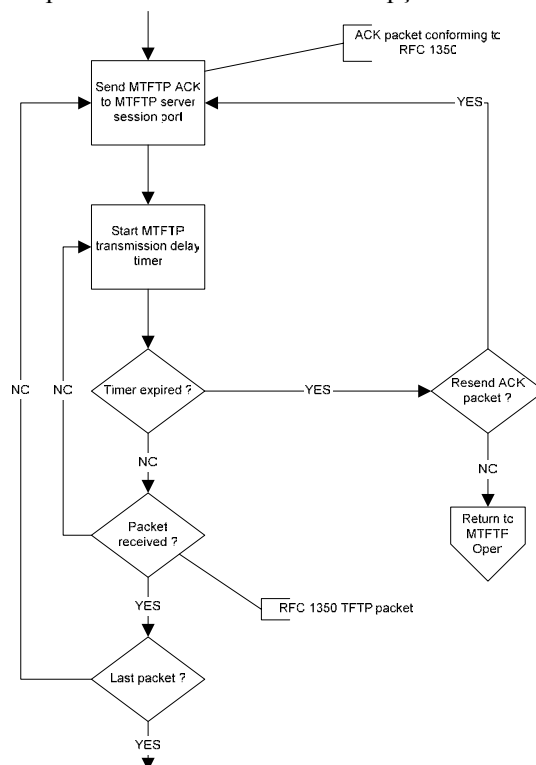 ACK packet conforming to
RFC 1350
Send MTFTP ACK
to MTFTP server
session port
YES
Start MTFTP
transmission delay
timer
NC
NC
Timer expired ?
YES
Resend ACK
packet ?
NC
NC
Packet
received ?
Return to
MTFTF
Oper
YES
RFC 1350 TFTP packet
Last packet ?
YES